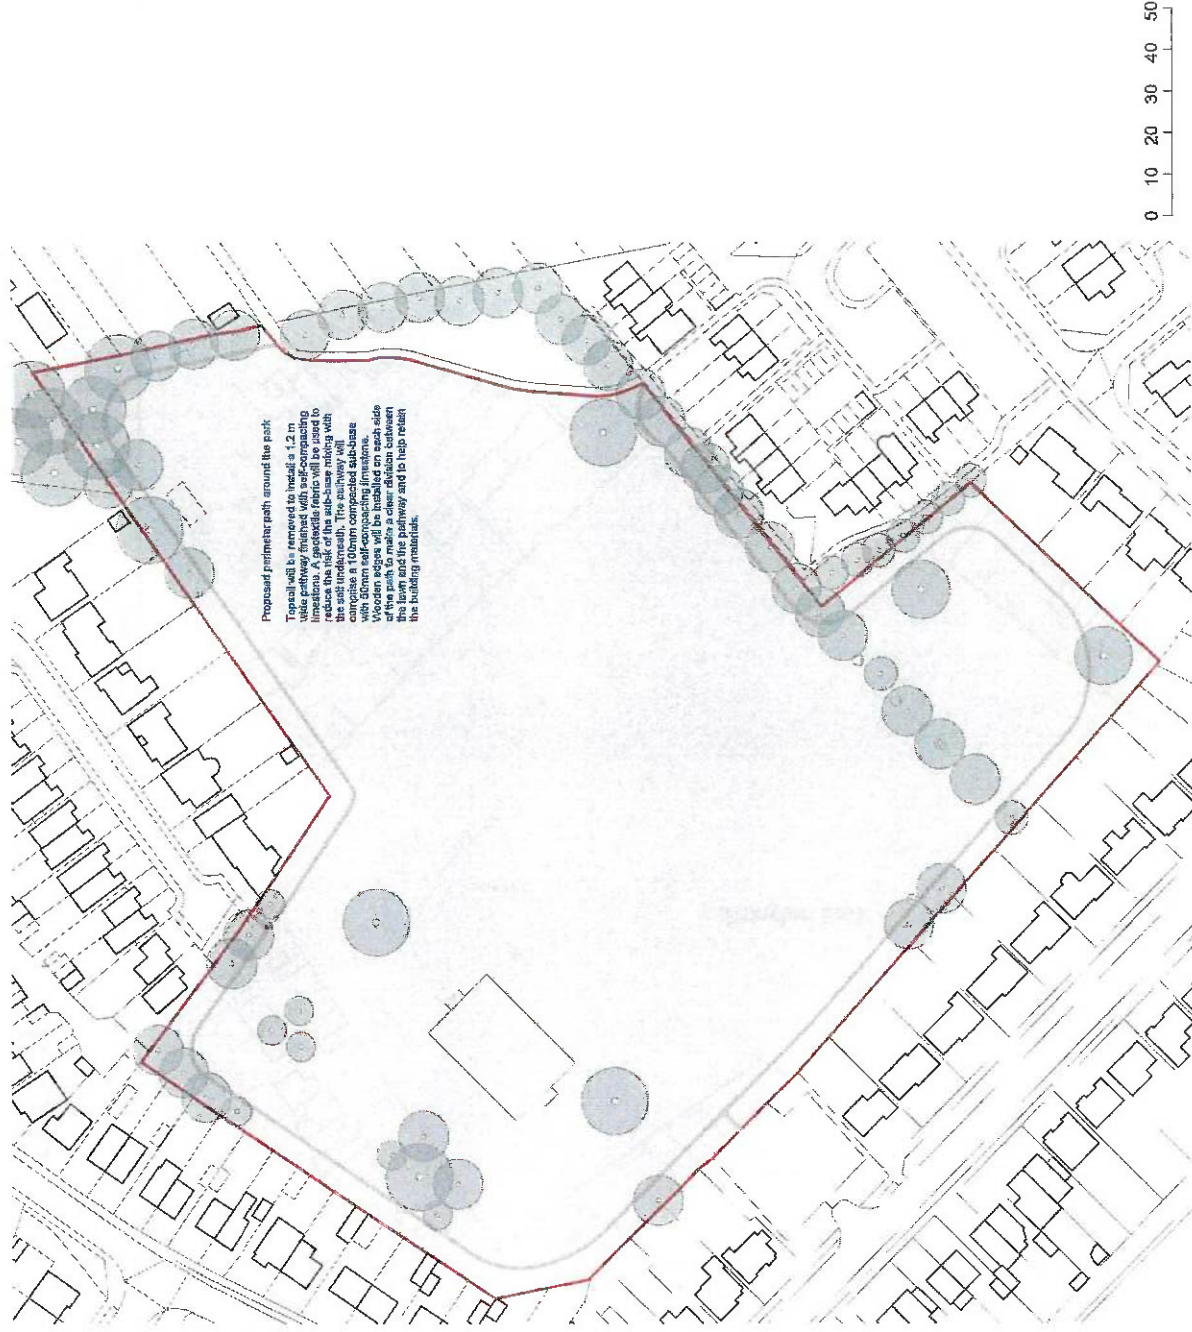 Proposed perimeter path around the park
Topsoil will be removed to install a 1.2 m
wide pathway finished with self-compacting
limestone. A geotextile fabric will be used to
reduce the risk of the sub-base mixing with
the soil underneath. The pathway will
comprise a 100mm compacted sub-base
with 50mm self-compacting limestone.
Wooden edges will be installed on each side
of the path to make a clear division between
the lawn and the pathway and to help retain
the building materials.
0 10 20 30 40 50